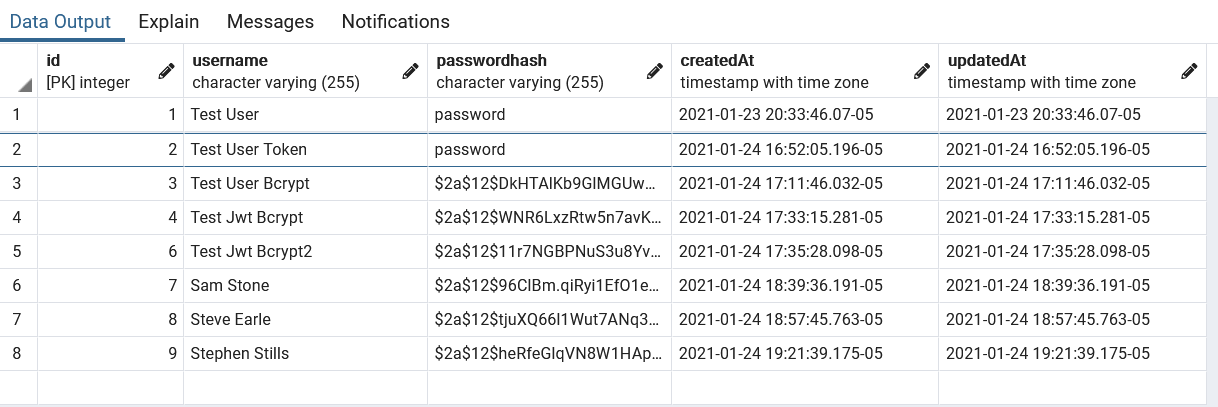 Data Output Explain Messages Notifications
id username passwordhash createdAt updatedAt
[PK] integer character varying (255) character varying (255) timestamp with time zone timestamp with time zone
1 1 Test User password 2021-01-23 20:33:46.07-05 2021-01-23 20:33:46.07-05
2 2 Test User Token password 2021-01-24 16:52:05.196-05 2021-01-24 16:52:05.196-05
3 3 Test User Bcrypt $2a$12$DkHTAlKb9GIMGUw... 2021-01-24 17:11:46.032-05 2021-01-24 17:11:46.032-05
4 4 Test Jwt Bcrypt $2a$12$WNR6LxzRtw5n7avK... 2021-01-24 17:33:15.281-05 2021-01-24 17:33:15.281-05
5 6 Test Jwt Bcrypt2 $2a$12$11r7NGBPNuS3u8Yv... 2021-01-24 17:35:28.098-05 2021-01-24 17:35:28.098-05
6 7 Sam Stone $2a$12$96CIBm.qiRyi1EfO1e... 2021-01-24 18:39:36.191-05 2021-01-24 18:39:36.191-05
7 8 Steve Earle $2a$12$tjuXQ66l1Wut7ANq3... 2021-01-24 18:57:45.763-05 2021-01-24 18:57:45.763-05
8 9 Stephen Stills $2a$12$heRfeGlqVN8W1HAp... 2021-01-24 19:21:39.175-05 2021-01-24 19:21:39.175-05